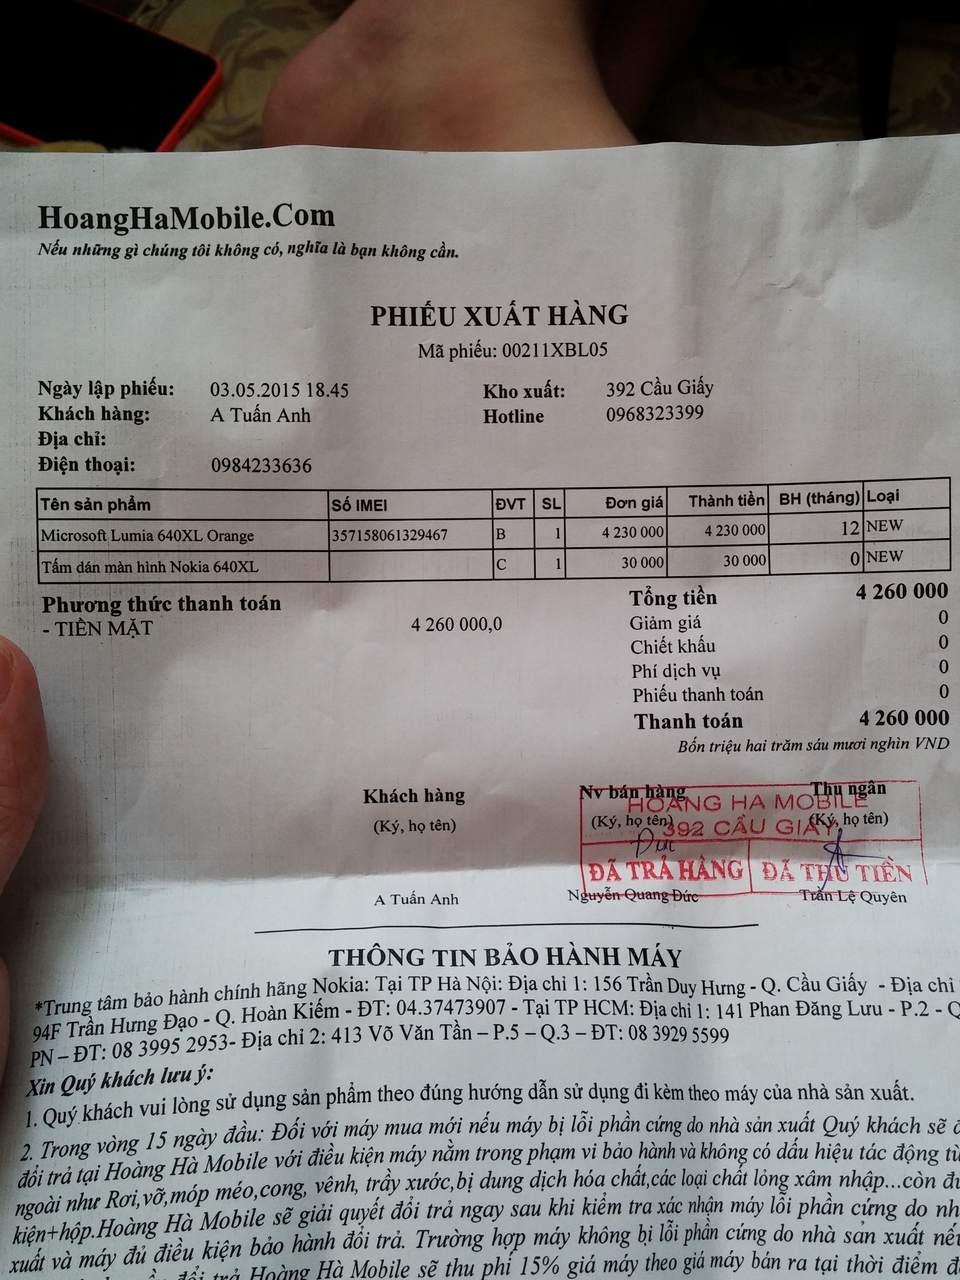 HoangHaMobile.Com
Nếu những gì chúng tôi không có, nghĩa là bạn không cần.
PHIẾU XUẤT HÀNG
Mã phiếu: 00211XBL05
Ngày lập phiếu: 03.05.2015 18.45 Kho xuất: 392 Cầu Giấy
Khách hàng: A Tuấn Anh Hotline 0968323399
Địa chỉ:
Điện thoại: 0984233636
Tên sản phẩm Số IMEI ĐVT SL Đơn giá Thành tiền BH (tháng) Loại
Microsoft Lumia 640XL Orange 357158061329467 B 1 4 230 000 4 230 000 12 NEW
Tấm dán màn hình Nokia 640XL C 1 30 000 30 000 0 NEW
Phương thức thanh toán Tổng tiền 4 260 000
- TIỀN MẶT 4 260 000,0 Giảm giá 0
Chiết khấu 0
Phí dịch vụ 0
Phiếu thanh toán 0
Thanh toán 4 260 000
Bốn triệu hai trăm sáu mươi nghìn VND
Khách hàng Nv bán hàng Thu ngân
HOANG HA MOBILE
(Ký, họ tên) (Ký, họ tên) (Ký, họ tên)
392 CẦU GIẤY
Đức
ĐÃ TRẢ HÀNG ĐÃ THU TIỀN
A Tuấn Anh Nguyễn Quang Đức Trần Lệ Quyên
THÔNG TIN BẢO HÀNH MÁY
*Trung tâm bảo hành chính hãng Nokia: Tại TP Hà Nội: Địa chỉ 1: 156 Trần Duy Hưng - Q. Cầu Giấy - Địa chỉ
94F Trần Hưng Đạo - Q. Hoàn Kiếm - ĐT: 04.37473907 - Tại TP HCM: Địa chỉ 1: 141 Phan Đăng Lưu - P.2 - Q
PN – ĐT: 08 3995 2953- Địa chỉ 2: 413 Võ Văn Tần – P.5 – Q.3 – ĐT: 08 3929 5599
Xin Quý khách lưu ý:
1. Quý khách vui lòng sử dụng sản phẩm theo đúng hướng dẫn sử dụng đi kèm theo máy của nhà sản xuất.
2. Trong vòng 15 ngày đầu: Đối với máy mua mới nếu máy bị lỗi phần cứng do nhà sản xuất Quý khách sẽ
đổi trả tại Hoàng Hà Mobile với điều kiện máy nằm trong phạm vi bảo hành và không có dấu hiệu tác động từ
ngoài như Rơi,vỡ,móp méo,cong, vênh, trầy xước,bị dung dịch hóa chất,các loại chất lỏng xâm nhập...còn
kiện+hộp.Hoàng Hà Mobile sẽ giải quyết đổi trả ngay sau khi kiểm tra xác nhận máy lỗi phần cứng do
xuất và máy đủ điều kiện bảo hành đổi trả. Trường hợp máy không bị lỗi phần cứng do nhà sản xuất
đổi trả Hoàng Hà Mobile sẽ thu phí 15% giá máy theo giá máy bán ra tại thời điểm